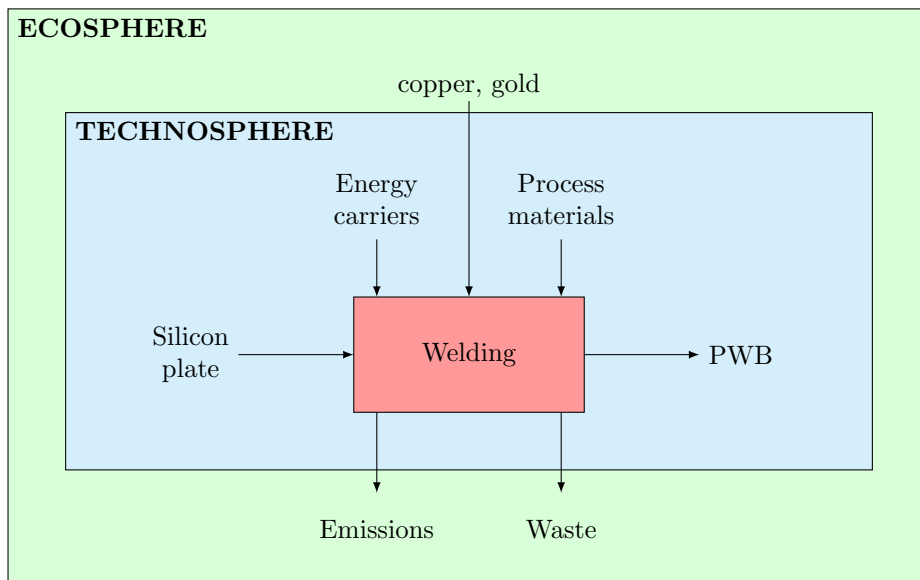 ECOSPHERE
copper, gold
TECHNOSPHERE
Energy
carriers
Process
materials
Silicon
plate
Welding
PWB
Emissions
Waste